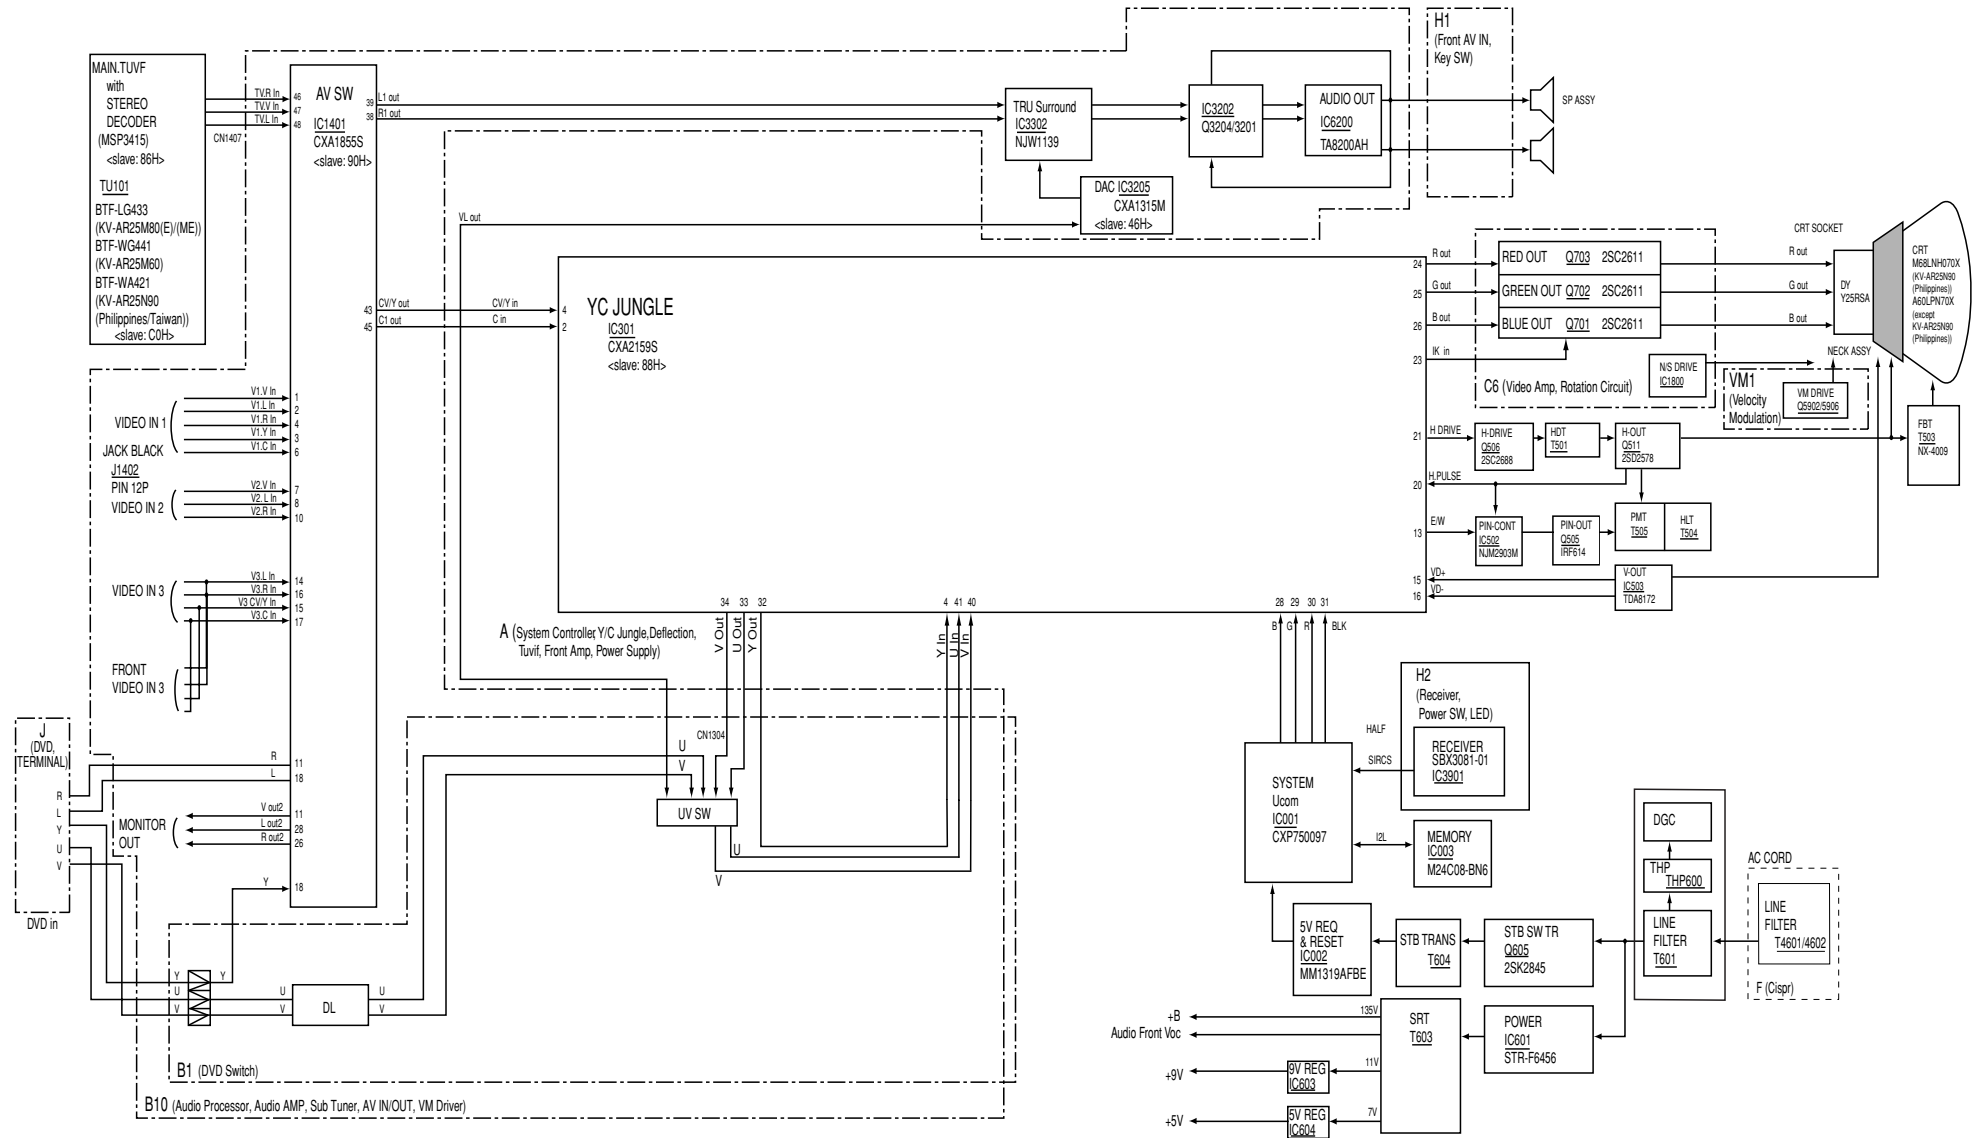 MAIN.TUVF
with
STEREO
DECODER
(MSP3415)
<slave: 86H>
TU101
BTF-LG433
(KV-AR25M80(E)/(ME))
BTF-WG441
(KV-AR25M60)
BTF-WA421
(KV-AR25N90
(Philippines/Taiwan))
<slave: C0H>
TV.R In
TV.V In
TV.L In
CN1407
46
47
48
AV SW
IC1401
CXA1855S
<slave: 90H>
39
38
L1 out
R1 out
TRU Surround
IC3302
NJW1139
DAC IC3205
CXA1315M
<slave: 46H>
VL out
IC3202
Q3204/3201
AUDIO OUT
IC6200
TA8200AH
H1
(Front AV IN,
Key SW)
SP ASSY
43
45
CV/Y out
C1 out
CV/Y in
C in
4
2
YC JUNGLE
IC301
CXA2159S
<slave: 88H>
24
25
26
23
R out
G out
B out
IK in
RED OUT Q703 2SC2611
GREEN OUT Q702 2SC2611
BLUE OUT Q701 2SC2611
C6 (Video Amp, Rotation Circuit)
N/S DRIVE
IC1800
CRT SOCKET
R out
G out
B out
DY
Y25RSA
NECK ASSY
CRT
M68LNH070X
(KV-AR25N90
(Philippines))
A60LPN70X
(except
KV-AR25N90
(Philippines))
VM1
(Velocity
Modulation)
VM DRIVE
Q5902/5906
FBT
T503
NX-4009
21
20
13
15
16
H DRIVE
H.PULSE
E/W
VD+
VD-
H-DRIVE
Q506
2SC2688
HDT
T501
H-OUT
Q511
2SD2578
PIN-CONT
IC502
NJM2903M
PIN-OUT
Q505
IRF614
PMT
T505
HLT
T504
V-OUT
IC503
TDA8172
VIDEO IN 1
JACK BLACK
J1402
PIN 12P
VIDEO IN 2
V1.V In
V1.L In
V1.R In
V1.Y In
V1.C In
1
2
4
3
6
V2.V In
V2. L In
V2.R In
7
8
10
VIDEO IN 3
V3.L In
V3.R In
V3 CV/Y In
V3.C In
14
16
15
17
FRONT
VIDEO IN 3
A (System Controller, Y/C Jungle,Deflection,
Tuvif, Front Amp, Power Supply)
34 33 32
V Out
U Out
Y Out
4 41 40
Y In
U In
V In
28 29 30 31
B G R BLK
J
(DVD,
TERMINAL)
R
L
Y
U
V
DVD in
R
L
11
18
MONITOR
OUT
V out2
L out2
R out2
11
28
26
Y
18
CN1304
U
V
UV SW
U
V
Y
U
V
Y
U
V
DL
U
V
B1 (DVD Switch)
B10 (Audio Processor, Audio AMP, Sub Tuner, AV IN/OUT, VM Driver)
SYSTEM
Ucom
IC001
CXP750097
H2
(Receiver,
Power SW, LED)
HALF
SIRCS
RECEIVER
SBX3081-01
IC3901
I2L
MEMORY
IC003
M24C08-BN6
5V REQ
& RESET
IC002
MM1319AFBE
STB TRANS
T604
STB SW TR
Q605
2SK2845
DGC
THP
THP600
LINE
FILTER
T601
AC CORD
LINE
FILTER
T4601/4602
F (Cispr)
POWER
IC601
STR-F6456
SRT
T603
135V
11V
7V
+B
Audio Front Voc
+9V
9V REG
IC603
+5V
5V REG
IC604